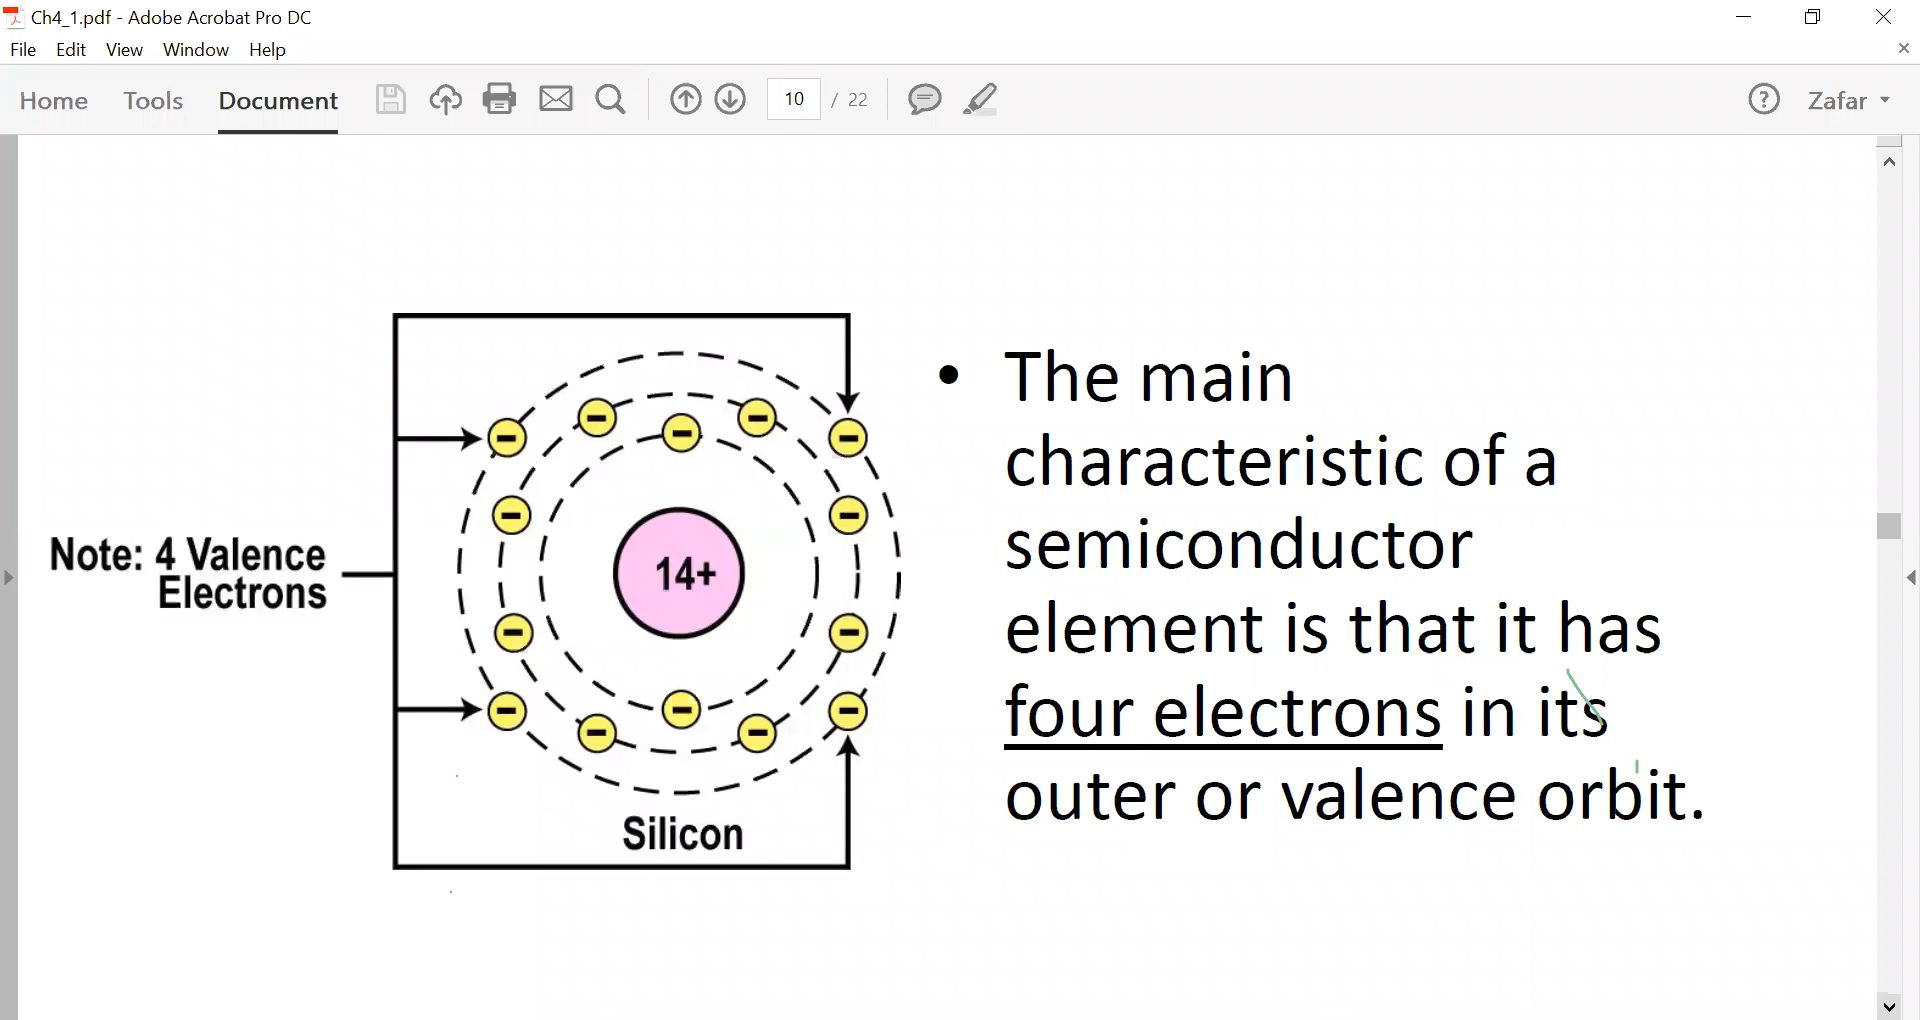 Ch4_1.pdf - Adobe Acrobat Pro DC
File Edit View Window Help
Home Tools Document 10 / 22 Zafar
Note: 4 Valence
Electrons
14+
Silicon
• The main
characteristic of a
semiconductor
element is that it has
four electrons in its
outer or valence orbit.